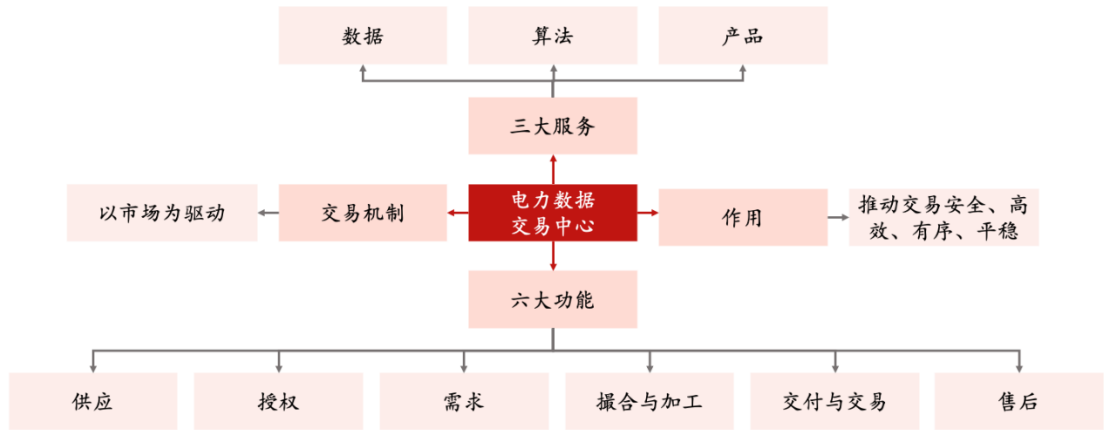 数据
算法
产品
三大服务
以市场为驱动
交易机制
电力数据
交易中心
作用
推动交易安全、高
效、有序、平稳
六大功能
供应
授权
需求
撮合与加工
交付与交易
售后